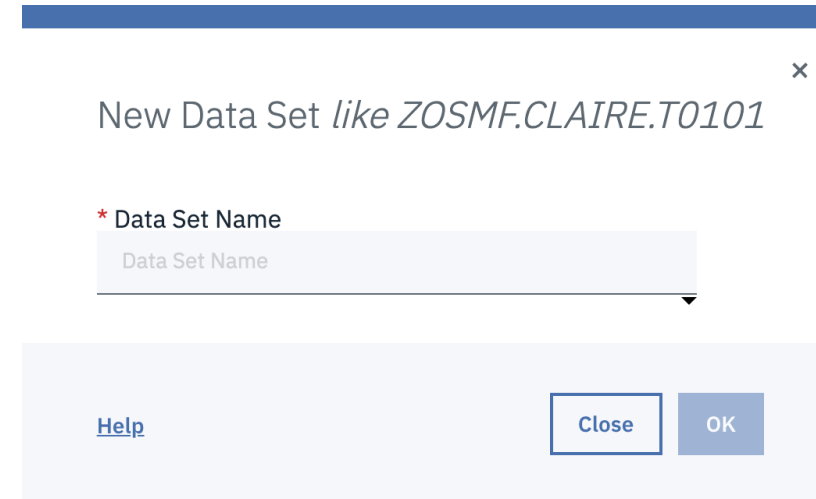 ×
New Data Set like ZOSMF.CLAIRE.T0101
* Data Set Name
Data Set Name
Help
Close
OK